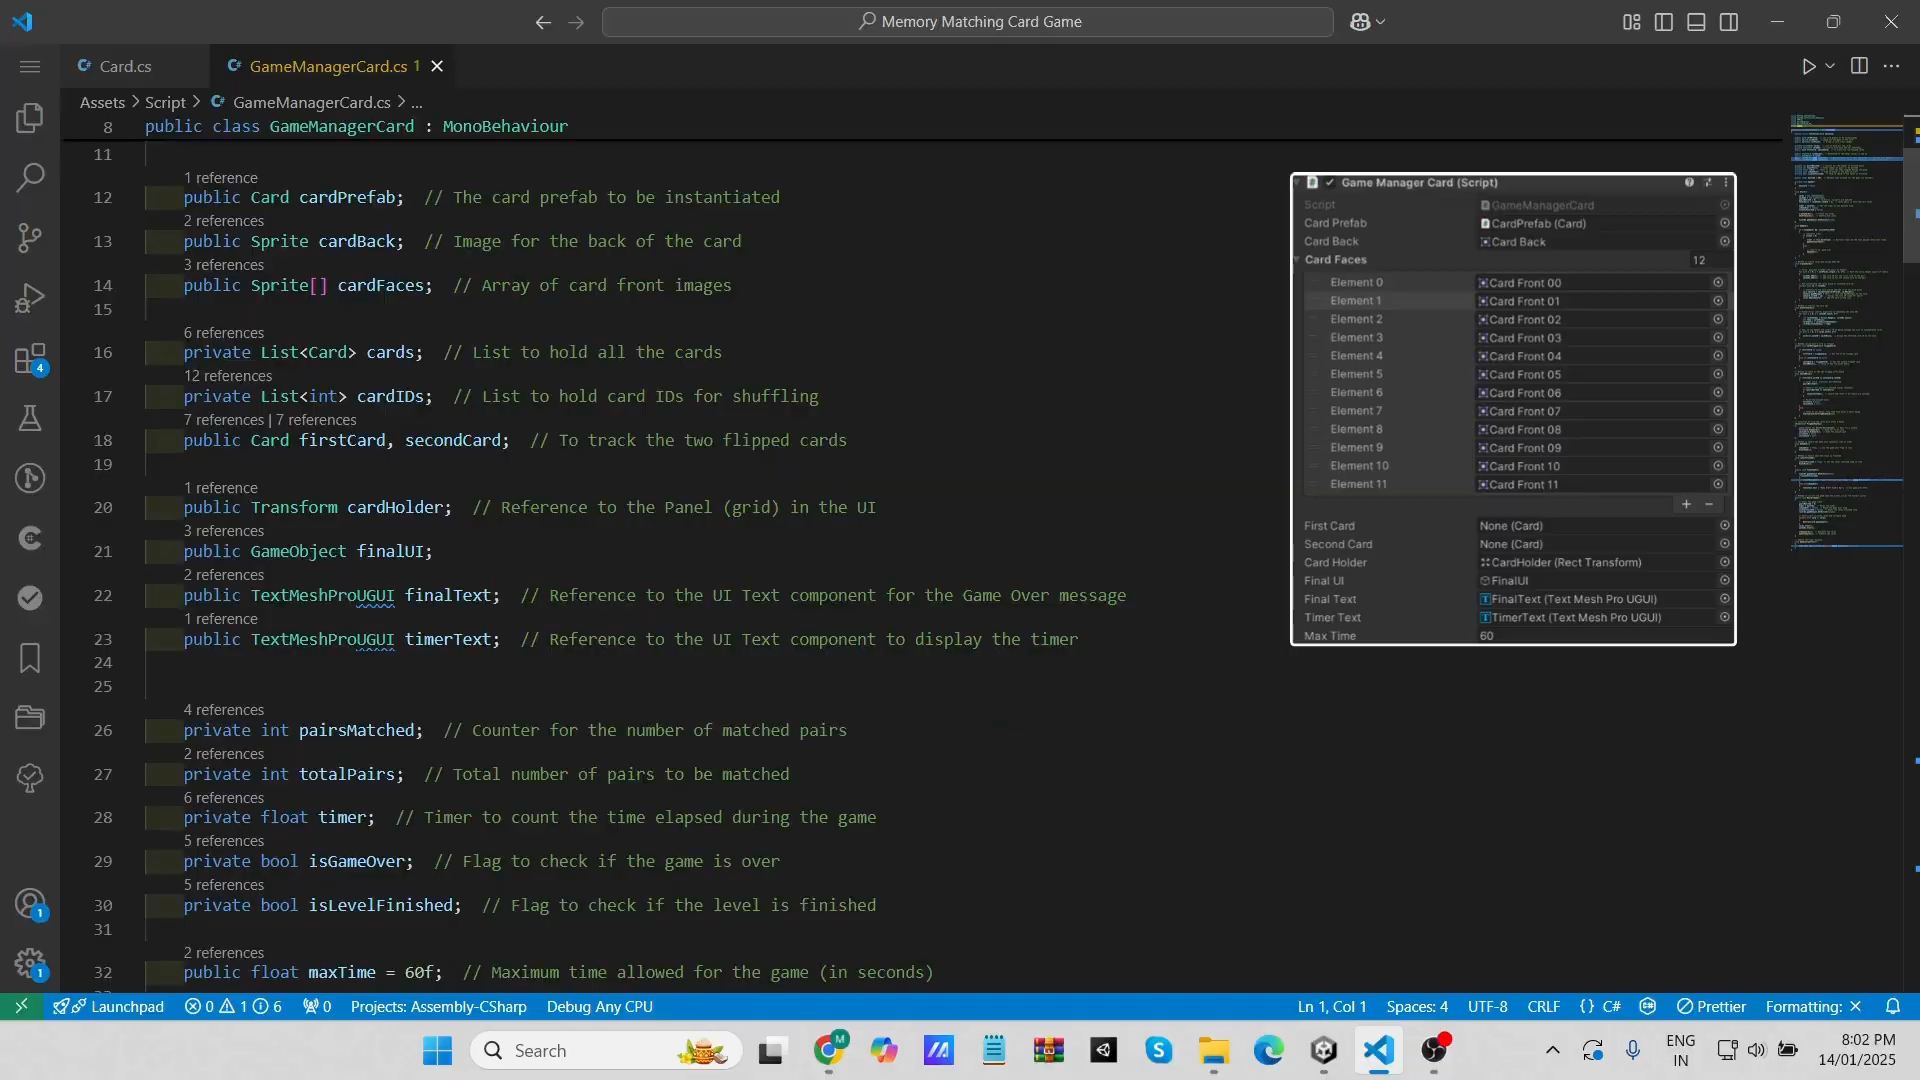 Memory Matching Card Game
Card.cs
GameManagerCard.cs 1
Assets > Script > GameManagerCard.cs > ...
8 public class GameManagerCard : MonoBehaviour
11
1 reference
12 public Card cardPrefab; // The card prefab to be instantiated
2 references
13 public Sprite cardBack; // Image for the back of the card
3 references
14 public Sprite[] cardFaces; // Array of card front images
15
6 references
16 private List<Card> cards; // List to hold all the cards
12 references
17 private List<int> cardIDs; // List to hold card IDs for shuffling
7 references | 7 references
18 public Card firstCard, secondCard; // To track the two flipped cards
19
1 reference
20 public Transform cardHolder; // Reference to the Panel (grid) in the UI
3 references
21 public GameObject finalUI;
2 references
22 public TextMeshProUGUI finalText; // Reference to the UI Text component for the Game Over message
1 reference
23 public TextMeshProUGUI timerText; // Reference to the UI Text component to display the timer
24
25
4 references
26 private int pairsMatched; // Counter for the number of matched pairs
2 references
27 private int totalPairs; // Total number of pairs to be matched
6 references
28 private float timer; // Timer to count the time elapsed during the game
5 references
29 private bool isGameOver; // Flag to check if the game is over
5 references
30 private bool isLevelFinished; // Flag to check if the level is finished
31
2 references
32 public float maxTime = 60f; // Maximum time allowed for the game (in seconds)
Game Manager Card (Script)
Script GameManagerCard
Card Prefab CardPrefab (Card)
Card Back Card Back
Card Faces 12
Element 0 Card Front 00
Element 1 Card Front 01
Element 2 Card Front 02
Element 3 Card Front 03
Element 4 Card Front 04
Element 5 Card Front 05
Element 6 Card Front 06
Element 7 Card Front 07
Element 8 Card Front 08
Element 9 Card Front 09
Element 10 Card Front 10
Element 11 Card Front 11
+ −
First Card None (Card)
Second Card None (Card)
Card Holder CardHolder (Rect Transform)
Final UI FinalUI
Final Text FinalText (Text Mesh Pro UGUI)
Timer Text TimerText (Text Mesh Pro UGUI)
Max Time 60
4
1
1
Launchpad 0 1 6 0 Projects: Assembly-CSharp Debug Any CPU Ln 1, Col 1 Spaces: 4 UTF-8 CRLF {} C# Prettier Formatting: ×
Search
M
ENG
IN
8:02 PM
14/01/2025